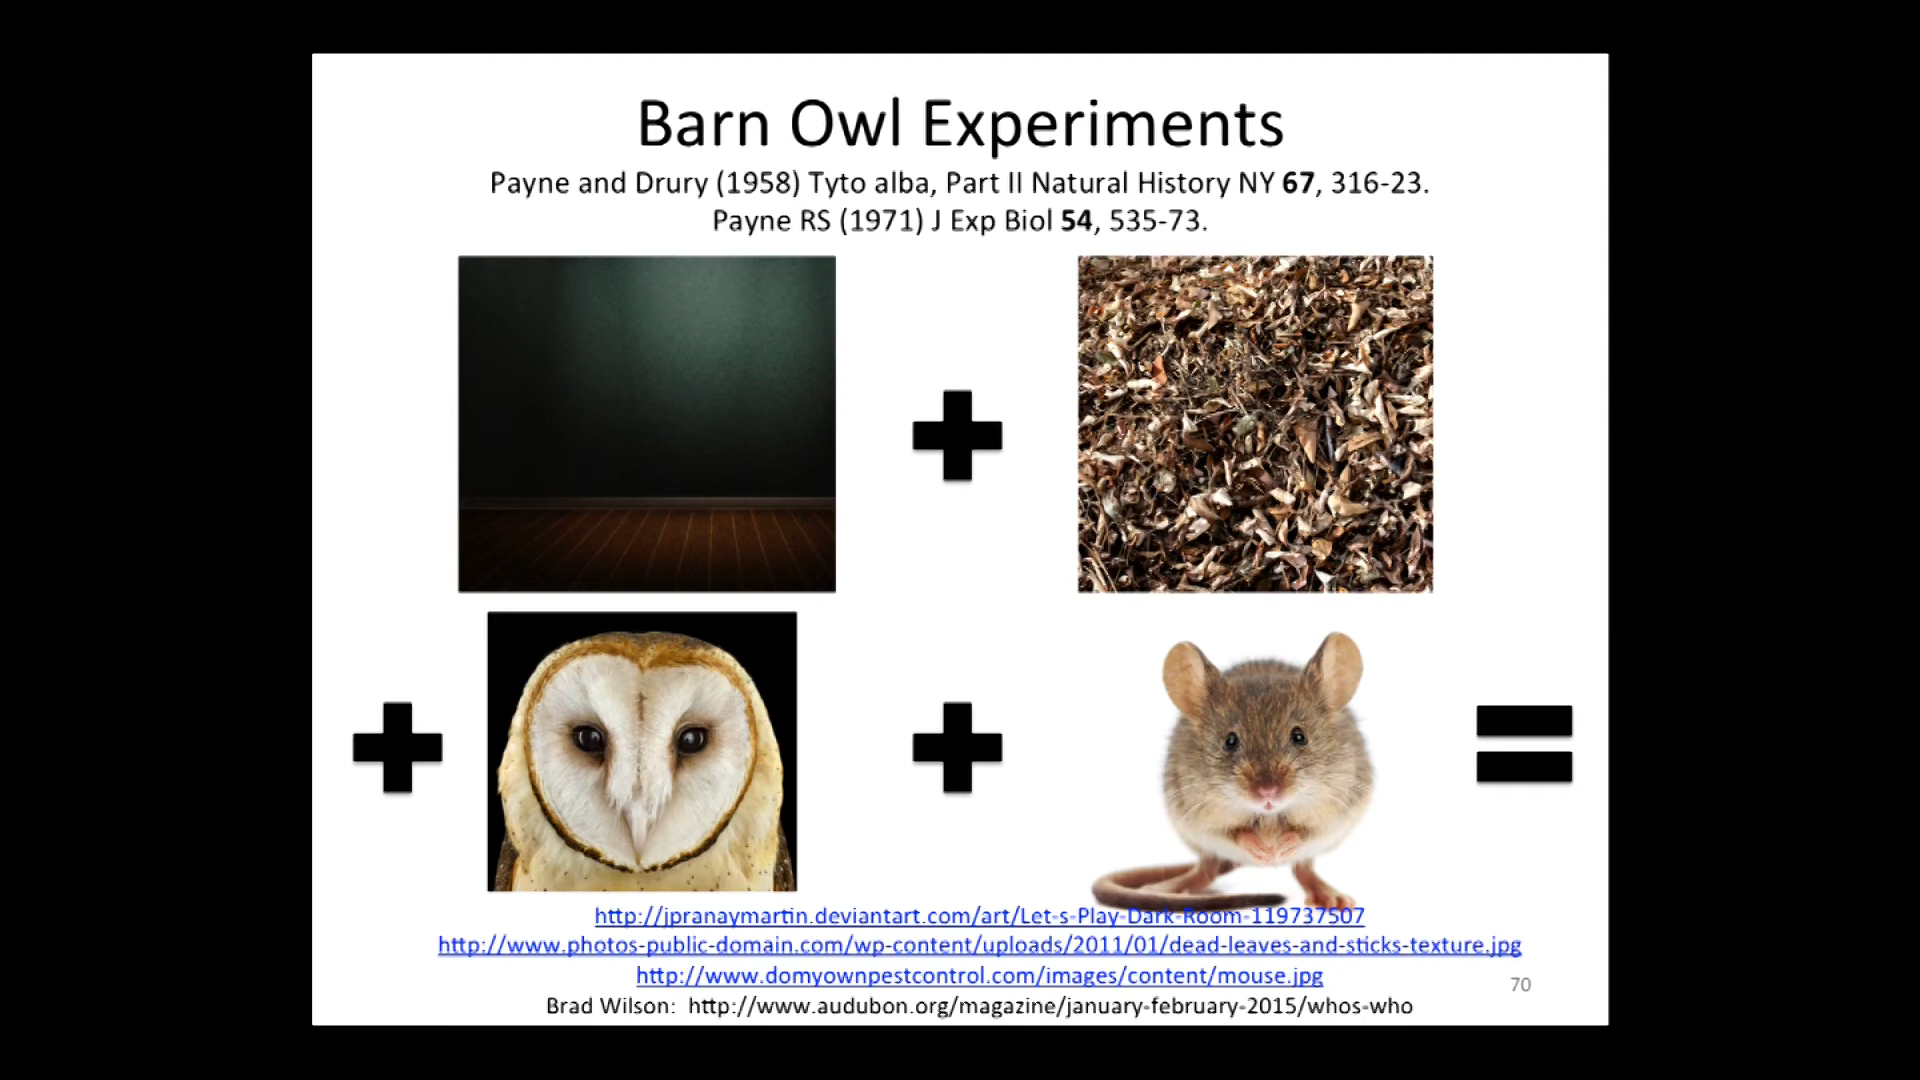 Barn Owl Experiments
Payne and Drury (1958) Tyto alba, Part II Natural History NY 67, 316-23.
Payne RS (1971) J Exp Biol 54, 535-73.
http://jpranaymartin.deviantart.com/art/Let-s-Play-Dark-Room-119737507
http://www.photos-public-domain.com/wp-content/uploads/2011/01/dead-leaves-and-sticks-texture.jpg
http://www.domyownpestcontrol.com/images/content/mouse.jpg
70
Brad Wilson: http://www.audubon.org/magazine/january-february-2015/whos-who